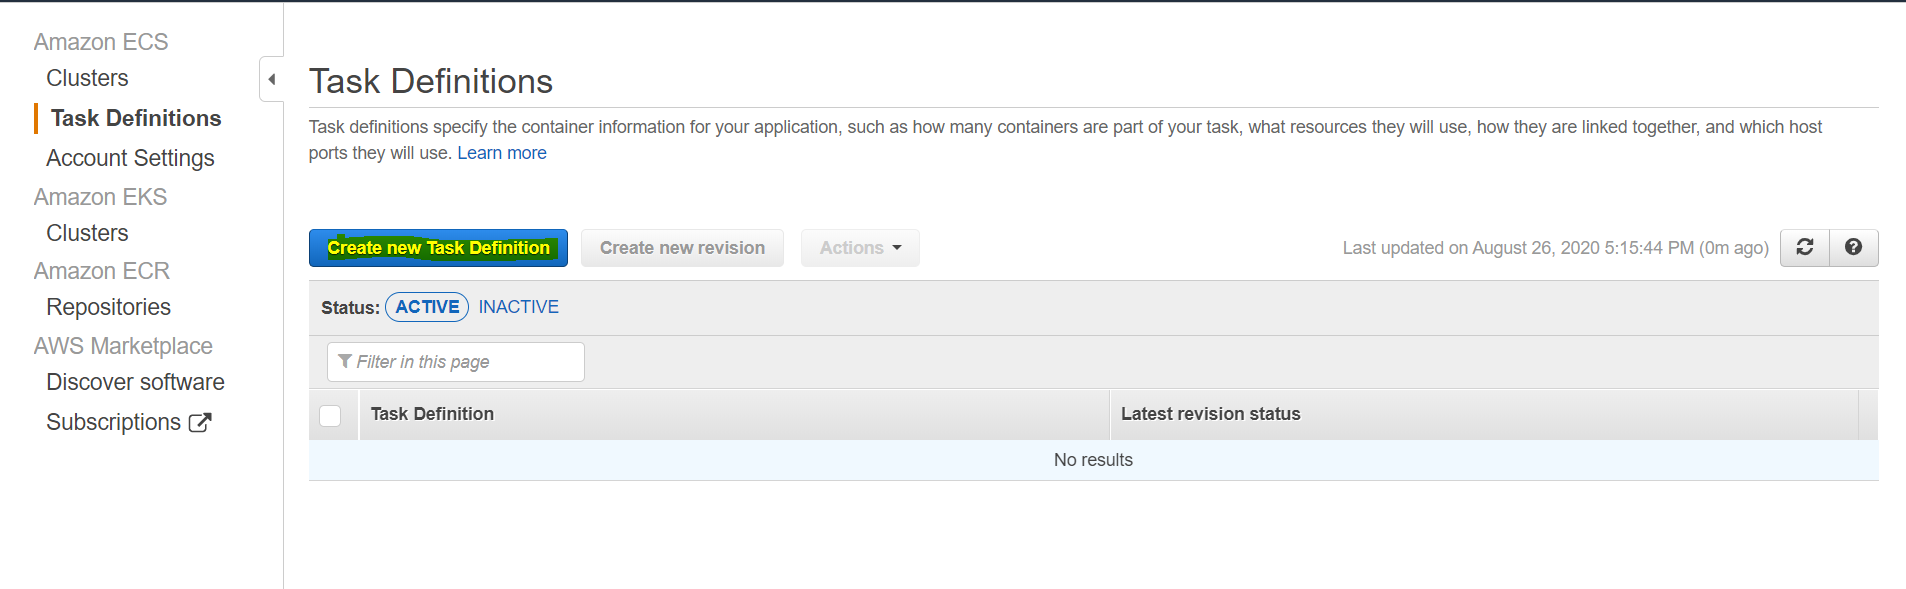 Amazon ECS
Clusters
Task Definitions
Account Settings
Amazon EKS
Clusters
Amazon ECR
Repositories
AWS Marketplace
Discover software
Subscriptions
Task Definitions
Task definitions specify the container information for your application, such as how many containers are part of your task, what resources they will use, how they are linked together, and which host
ports they will use. Learn more
Create new Task Definition Create new revision Actions Last updated on August 26, 2020 5:15:44 PM (0m ago)
Status: ACTIVE INACTIVE
Filter in this page
Task Definition Latest revision status
No results